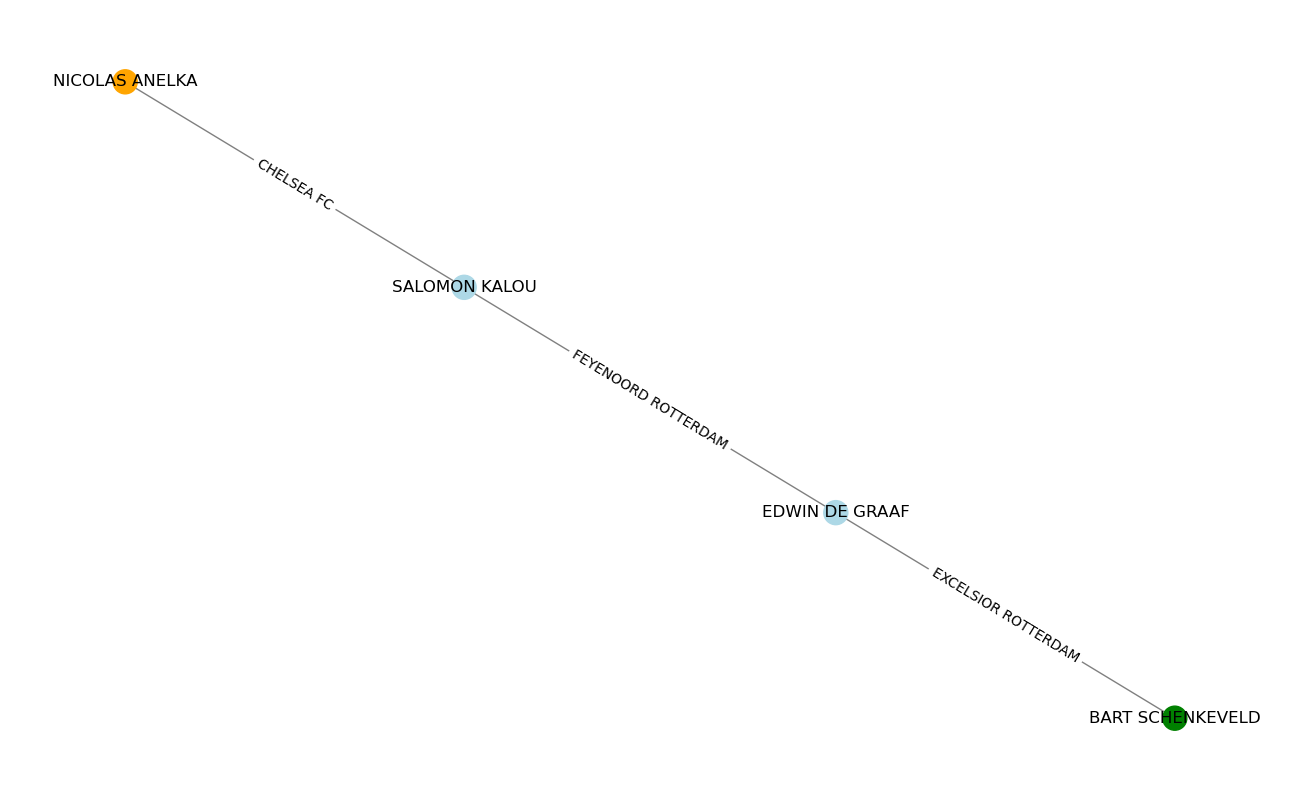 NICOLAS ANELKA
CHELSEA FC
SALOMON KALOU
FEYENOORD ROTTERDAM
EDWIN DE GRAAF
EXCELSIOR ROTTERDAM
BART SCHENKEVELD